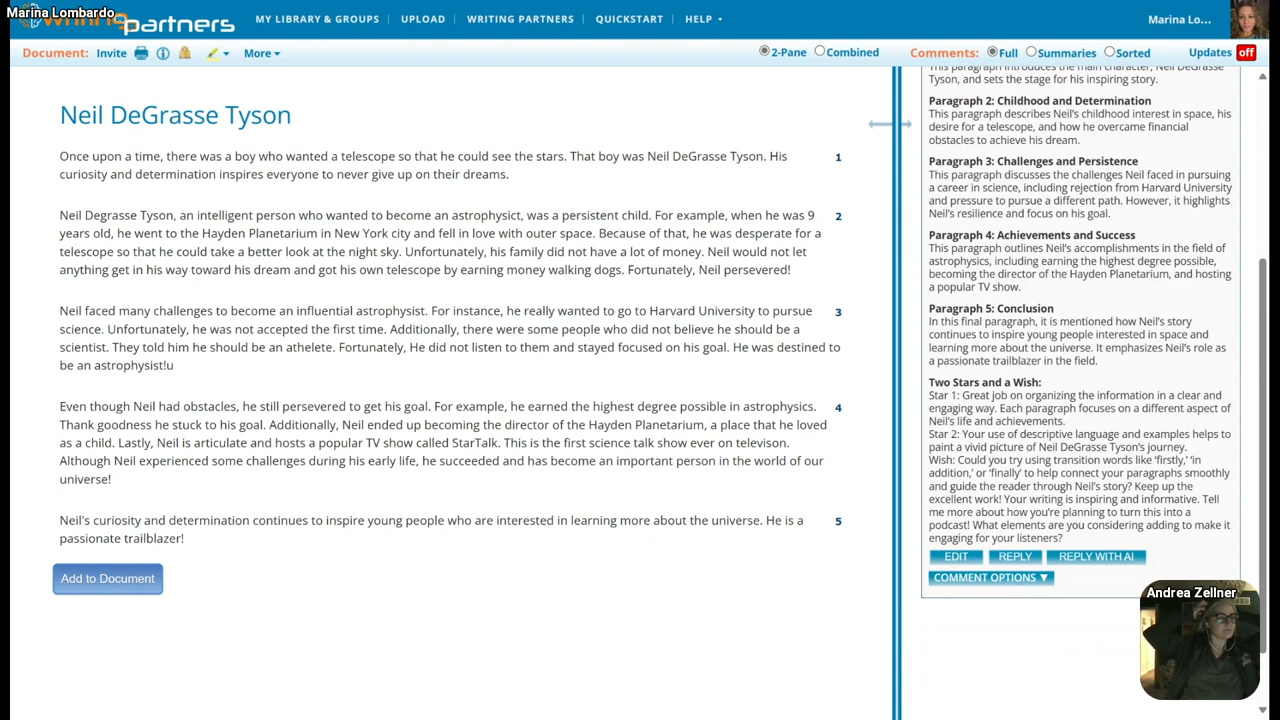 Marina Lombardo
writing partners
MY LIBRARY & GROUPS
UPLOAD
WRITING PARTNERS
QUICKSTART
HELP
Marina Lo...
Document:
Invite
More
2-Pane
Combined
Comments:
Full
Summaries
Sorted
Updates
off
Neil DeGrasse Tyson
Once upon a time, there was a boy who wanted a telescope so that he could see the stars. That boy was Neil DeGrasse Tyson. His
curiosity and determination inspires everyone to never give up on their dreams.
1
Neil Degrasse Tyson, an intelligent person who wanted to become an astrophysict, was a persistent child. For example, when he was 9
years old, he went to the Hayden Planetarium in New York city and fell in love with outer space. Because of that, he was desperate for a
telescope so that he could take a better look at the night sky. Unfortunately, his family did not have a lot of money. Neil would not let
anything get in his way toward his dream and got his own telescope by earning money walking dogs. Fortunately, Neil persevered!
2
Neil faced many challenges to become an influential astrophysist. For instance, he really wanted to go to Harvard University to pursue
science. Unfortunately, he was not accepted the first time. Additionally, there were some people who did not believe he should be a
scientist. They told him he should be an athelete. Fortunately, He did not listen to them and stayed focused on his goal. He was destined to
be an astrophysist!u
3
Even though Neil had obstacles, he still persevered to get his goal. For example, he earned the highest degree possible in astrophysics.
Thank goodness he stuck to his goal. Additionally, Neil ended up becoming the director of the Hayden Planetarium, a place that he loved
as a child. Lastly, Neil is articulate and hosts a popular TV show called StarTalk. This is the first science talk show ever on televison.
Although Neil experienced some challenges during his early life, he succeeded and has become an important person in the world of our
universe!
4
Neil's curiosity and determination continues to inspire young people who are interested in learning more about the universe. He is a
passionate trailblazer!
5
Add to Document
This paragraph introduces the main character, Neil DeGrasse
Tyson, and sets the stage for his inspiring story.
Paragraph 2: Childhood and Determination
This paragraph describes Neil's childhood interest in space, his
desire for a telescope, and how he overcame financial
obstacles to achieve his dream.
Paragraph 3: Challenges and Persistence
This paragraph discusses the challenges Neil faced in pursuing
a career in science, including rejection from Harvard University
and pressure to pursue a different path. However, it highlights
Neil's resilience and focus on his goal.
Paragraph 4: Achievements and Success
This paragraph outlines Neil's accomplishments in the field of
astrophysics, including earning the highest degree possible,
becoming the director of the Hayden Planetarium, and hosting
a popular TV show.
Paragraph 5: Conclusion
In this final paragraph, it is mentioned how Neil's story
continues to inspire young people interested in space and
learning more about the universe. It emphasizes Neil's role as
a passionate trailblazer in the field.
Two Stars and a Wish:
Star 1: Great job on organizing the information in a clear and
engaging way. Each paragraph focuses on a different aspect of
Neil's life and achievements.
Star 2: Your use of descriptive language and examples helps to
paint a vivid picture of Neil DeGrasse Tyson's journey.
Wish: Could you try using transition words like 'firstly,' 'in
addition,' or 'finally' to help connect your paragraphs smoothly
and guide the reader through Neil's story? Keep up the
excellent work! Your writing is inspiring and informative. Tell
me more about how you're planning to turn this into a
podcast! What elements are you considering adding to make it
engaging for your listeners?
EDIT
REPLY
REPLY WITH AI
COMMENT OPTIONS ▼
Andrea Zellner